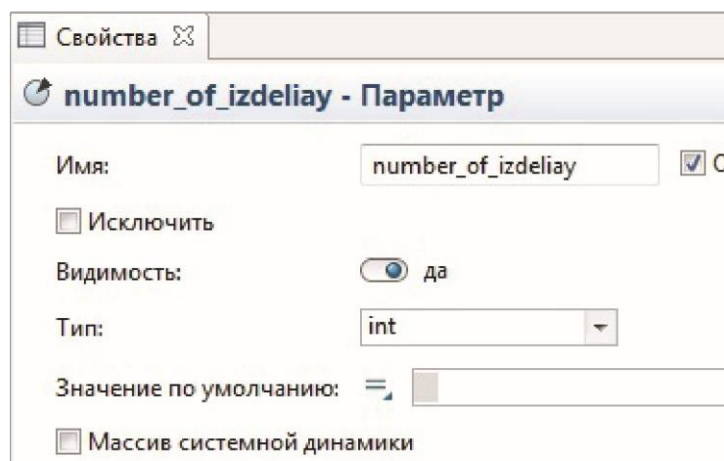 Свойства
number_of_izdeliay - Параметр
Имя: number_of_izdeliay
Исключить
Видимость: да
Тип: int
Значение по умолчанию:
Массив системной динамики